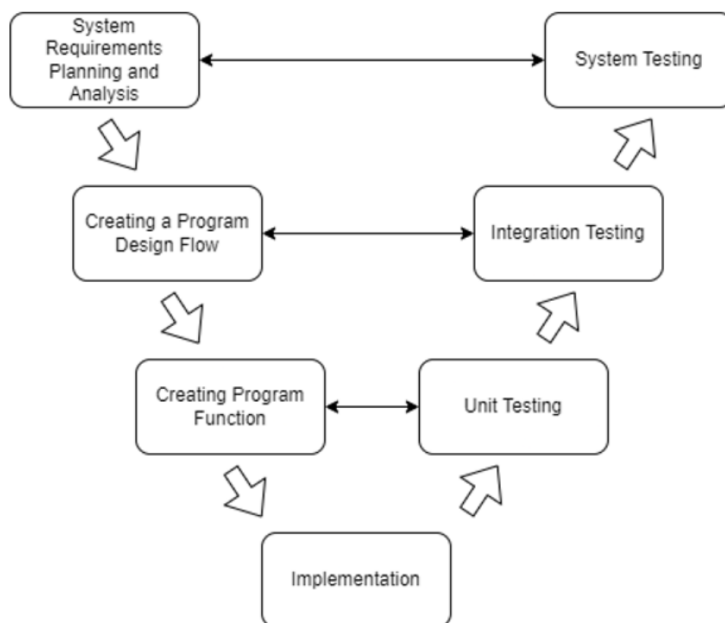 System
Requirements
Planning and
Analysis
System Testing
Creating a Program
Design Flow
Integration Testing
Creating Program
Function
Unit Testing
Implementation